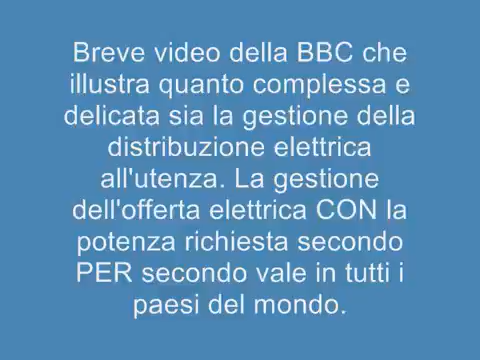 Breve video della BBC che
illustra quanto complessa e
delicata sia la gestione della
distribuzione elettrica
all'utenza. La gestione
dell'offerta elettrica CON la
potenza richiesta secondo
PER secondo vale in tutti i
paesi del mondo.